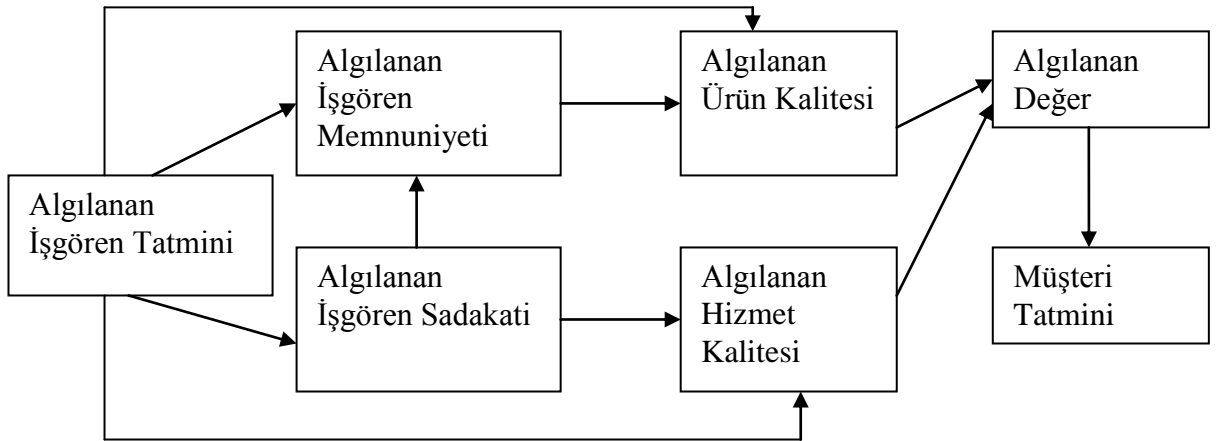 Algılanan
İşgören
Memnuniyeti
Algılanan
Ürün Kalitesi
Algılanan
Değer
Algılanan
İşgören Tatmini
Algılanan
İşgören Sadakati
Algılanan
Hizmet
Kalitesi
Müşteri
Tatmini